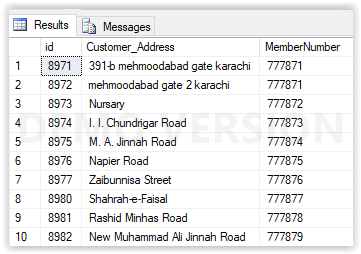 Results Messages
id Customer_Address MemberNumber
1 8971 391-b mehmoodabad gate karachi 777871
2 8972 mehmoodabad gate 2 karachi 777871
3 8973 Nursary 777872
4 8974 I. I. Chundrigar Road 777873
5 8975 M. A. Jinnah Road 777874
6 8976 Napier Road 777875
7 8977 Zaibunnisa Street 777876
8 8980 Shahrah-e-Faisal 777877
9 8981 Rashid Minhas Road 777878
10 8982 New Muhammad Ali Jinnah Road 777879
DEMO VERSION